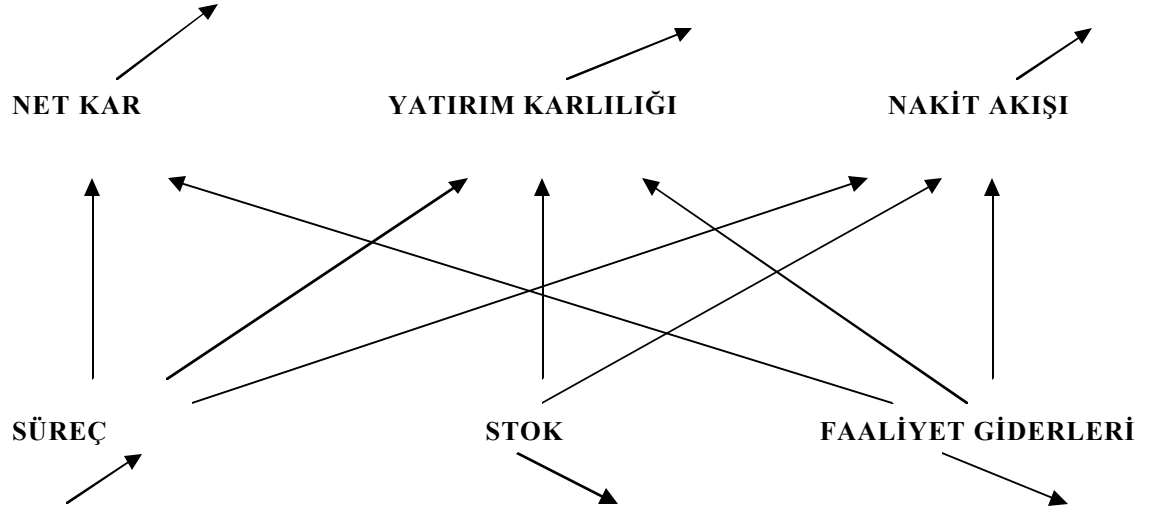 NET KAR
YATIRIM KARLILIĞI
NAKİT AKIŞI
SÜREÇ
STOK
FAALİYET GİDERLERİ